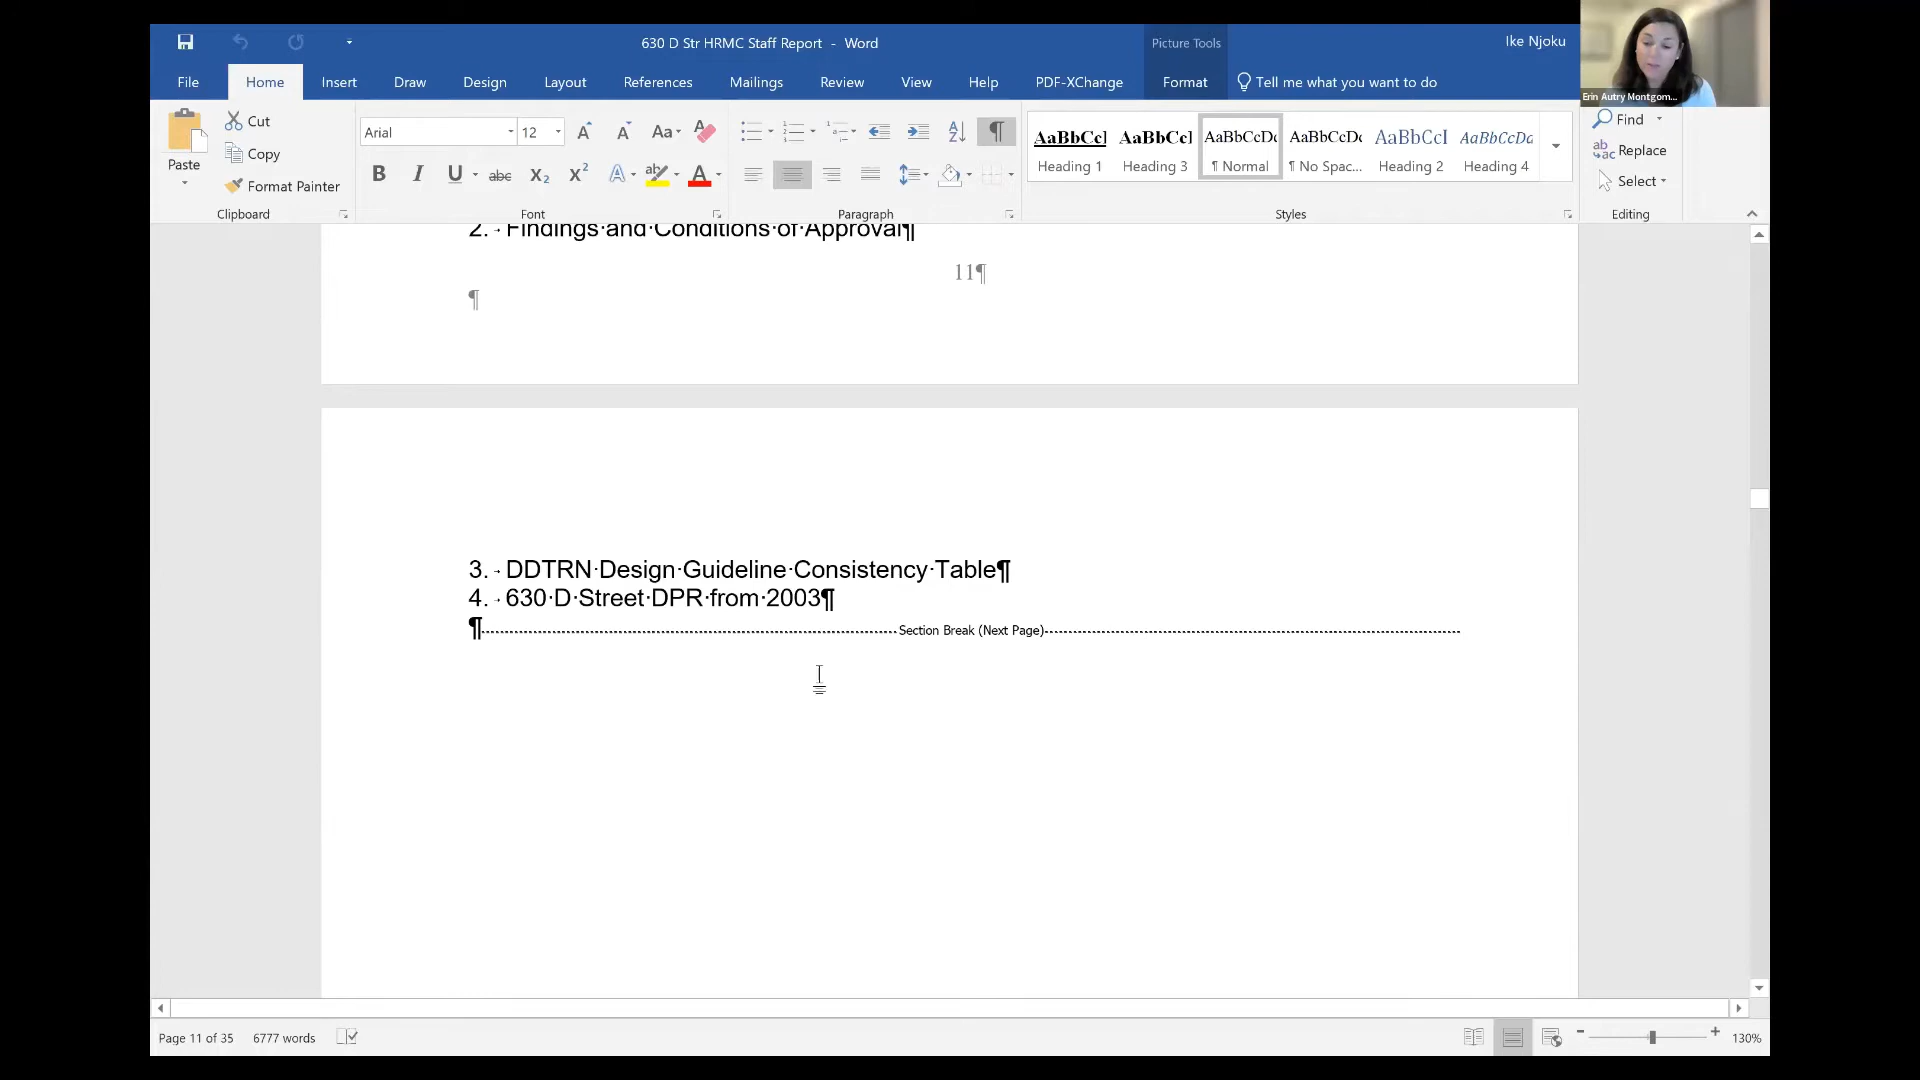 630 D Str HRMC Staff Report - Word
Picture Tools
Ike Njoku
File Home Insert Draw Design Layout References Mailings Review View Help PDF-XChange Format Tell me what you want to do
Erin Autry Montgom...
Paste
Cut
Copy
Format Painter
Clipboard
Arial 12
Font
Paragraph
AaBbCcI AaBbCcI AaBbCcDc AaBbCcDc AaBbCcI AaBbCcDa
Heading 1 Heading 3 ¶ Normal ¶ No Spac... Heading 2 Heading 4
Styles
Find
Replace
Select
Editing
2. Findings·and·Conditions·of·Approval¶
11¶
¶
3. DDTRN·Design·Guideline·Consistency·Table¶
4. 630·D·Street·DPR·from·2003¶
¶ Section Break (Next Page)
Page 11 of 35 6777 words 130%